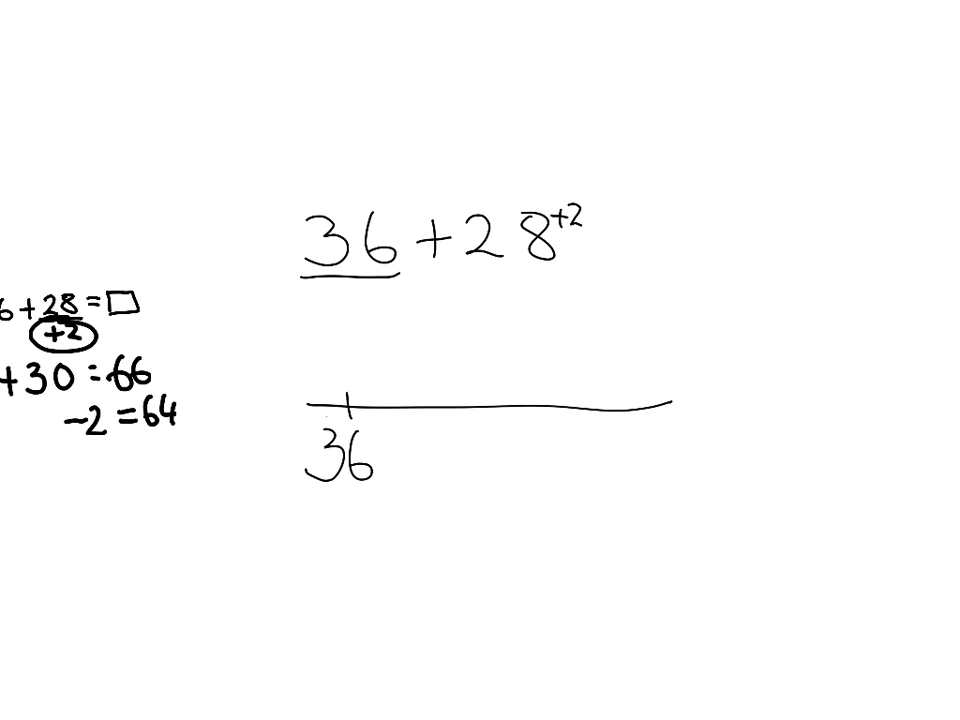 36 + 28 +2
6 + 28 = □
+2
+ 30 = 66
-2 = 64
36